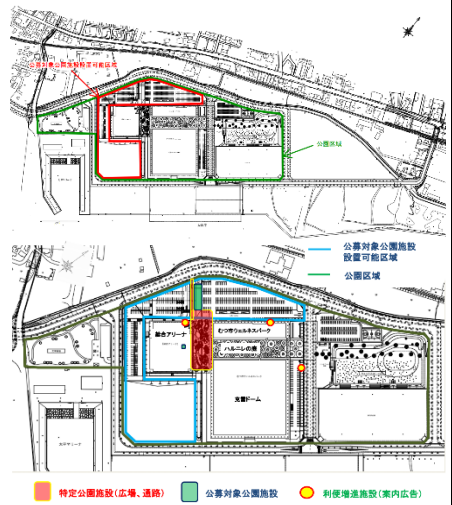 公募対象公園施設設置可能区域
公園区域
公募対象公園施設
設置可能区域
公園区域
総合アリーナ
むつ市ウェルネスパーク
ハルニレの森
克雪ドーム
特定公園施設(広場、通路)
公募対象公園施設
利便増進施設(案内広告)